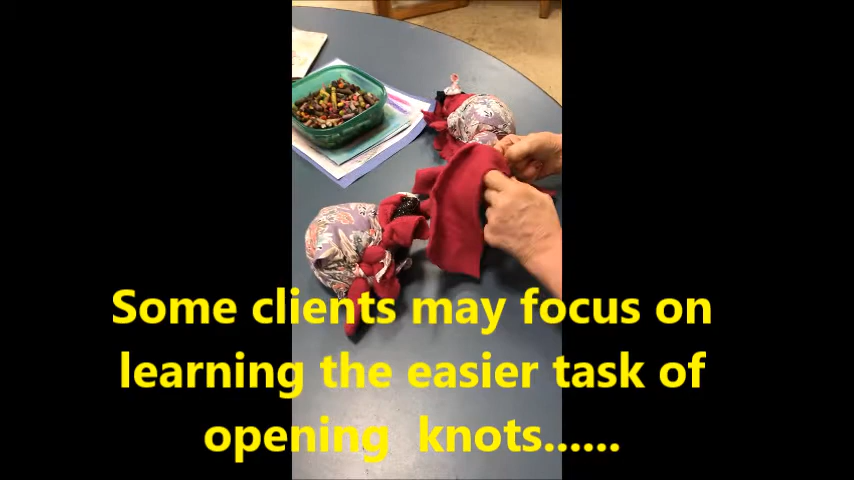 Some clients may focus on
learning the easier task of
opening  knots......